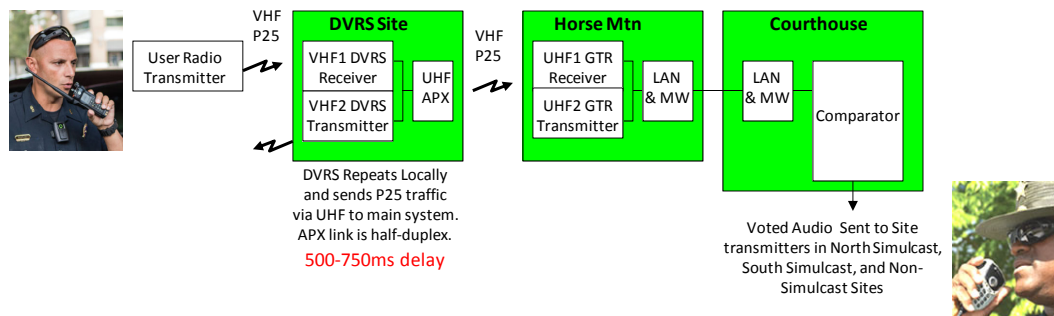 User Radio
Transmitter
VHF
P25
DVRS Site
VHF1 DVRS
Receiver
VHF2 DVRS
Transmitter
UHF
APX
DVRS Repeats Locally
and sends P25 traffic
via UHF to main system.
APX link is half-duplex.
500-750ms delay
VHF
P25
Horse Mtn
UHF1 GTR
Receiver
UHF2 GTR
Transmitter
LAN
& MW
Courthouse
LAN
& MW
Comparator
Voted Audio  Sent to Site
transmitters in North Simulcast,
South Simulcast, and Non-
Simulcast Sites